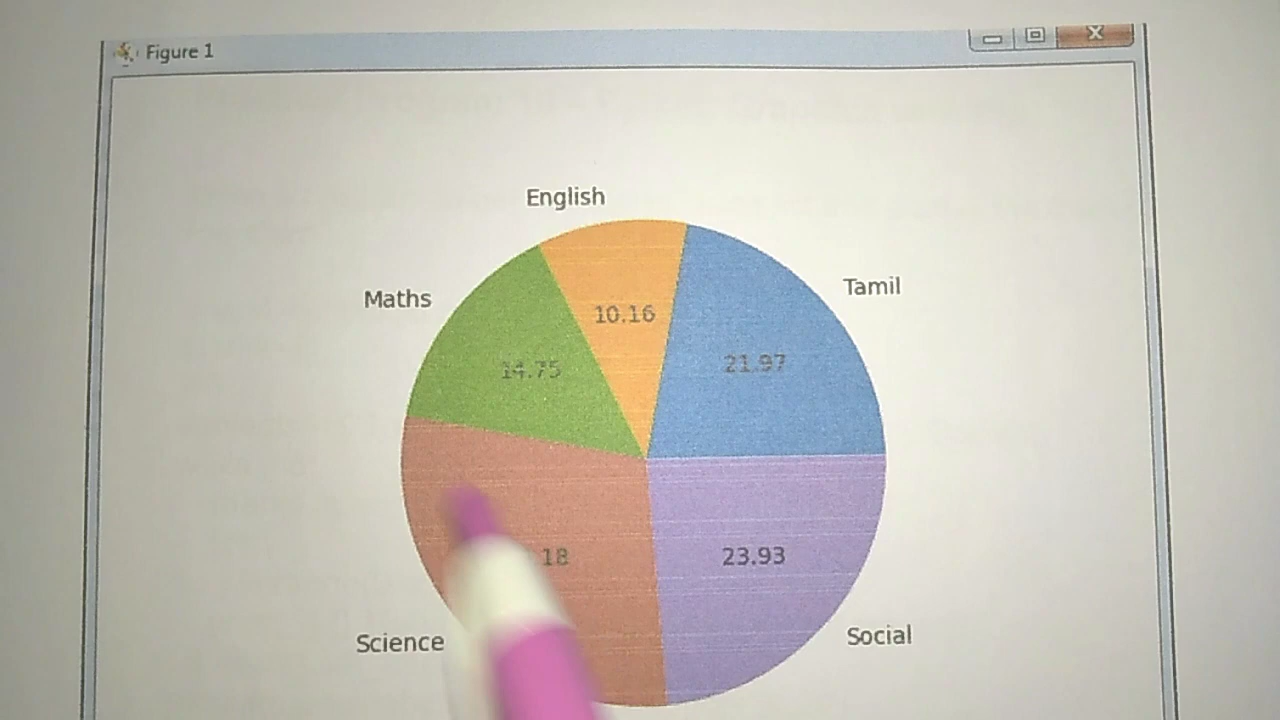 Figure 1
English
Maths
Tamil
10.16
14.75
21.97
.18
23.93
Science
Social